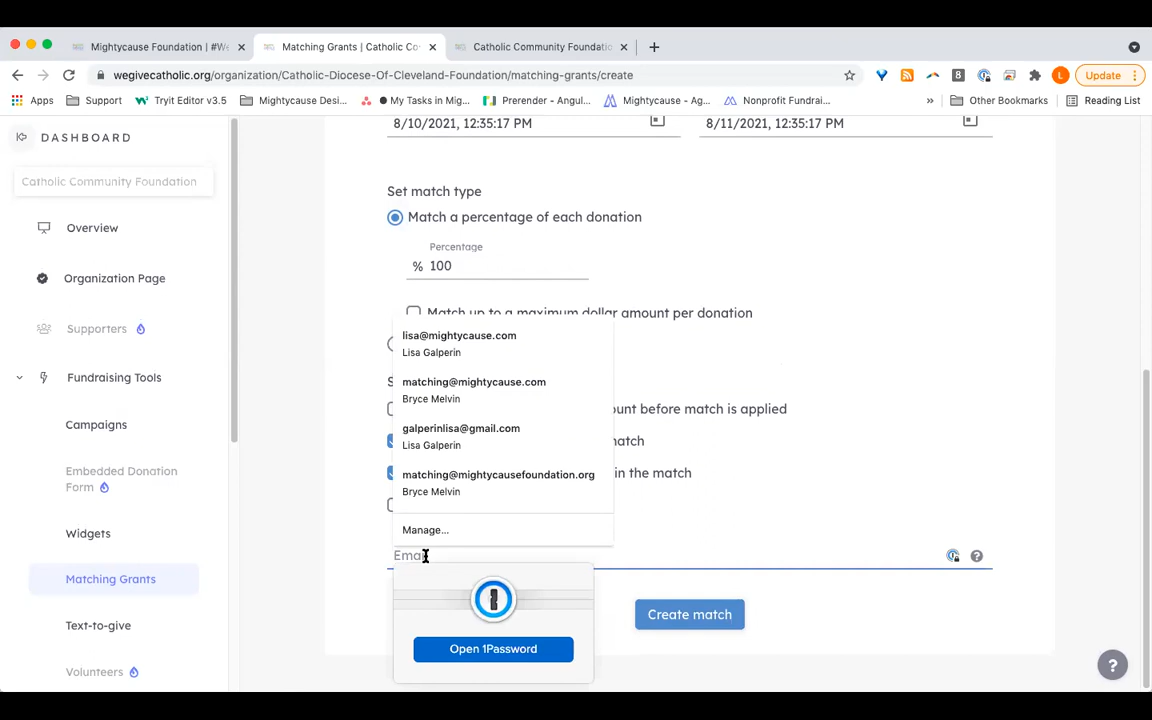 Mightycause Foundation | #We
Matching Grants | Catholic Co
Catholic Community Foundatio
wegivecatholic.org/organization/Catholic-Diocese-Of-Cleveland-Foundation/matching-grants/create
8
L
Update
Apps
Support
Tryit Editor v3.5
Mightycause Desi...
● My Tasks in Mig...
Prerender - Angul...
Mightycause - Ag...
Nonprofit Fundrai...
»
Other Bookmarks
Reading List
DASHBOARD
Catholic Community Foundation
Overview
Organization Page
Supporters
Fundraising Tools
Campaigns
Embedded Donation
Form
Widgets
Matching Grants
Text-to-give
Volunteers
8/10/2021, 12:35:17 PM
8/11/2021, 12:35:17 PM
Set match type
Match a percentage of each donation
Percentage
% 100
Match up to a maximum dollar amount per donation
lisa@mightycause.com
Lisa Galperin
matching@mightycause.com
Bryce Melvin
galperinlisa@gmail.com
Lisa Galperin
matching@mightycausefoundation.org
Bryce Melvin
Manage...
ount before match is applied
match
in the match
Emai
Open 1Password
Create match
?